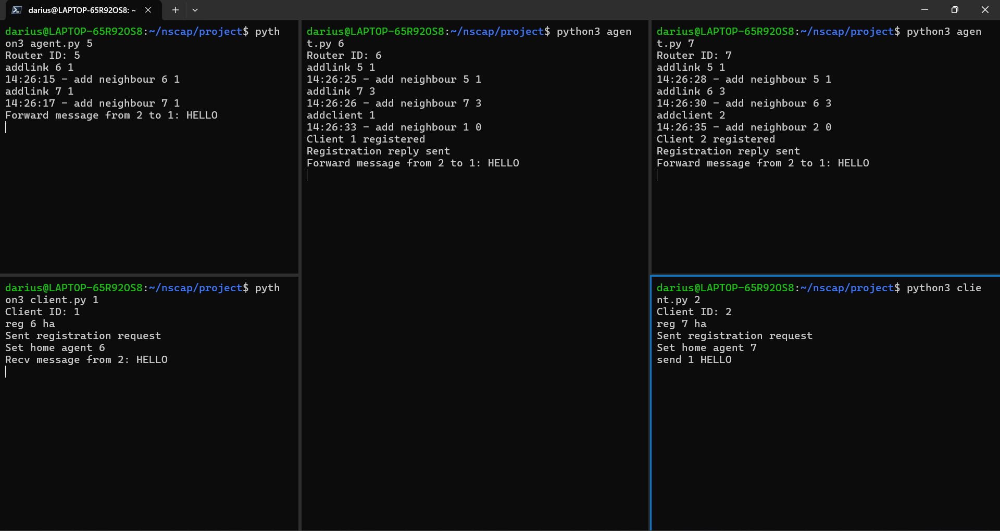 darius@LAPTOP-65R920S8: ~
darius@LAPTOP-65R920S8:~/nscap/project$ pyth
on3 agent.py 5
Router ID: 5
addlink 6 1
14:26:15 - add neighbour 6 1
addlink 7 1
14:26:17 - add neighbour 7 1
Forward message from 2 to 1: HELLO
darius@LAPTOP-65R920S8:~/nscap/project$ python3 agen
t.py 6
Router ID: 6
addlink 5 1
14:26:25 - add neighbour 5 1
addlink 7 3
14:26:26 - add neighbour 7 3
addclient 1
14:26:33 - add neighbour 1 0
Client 1 registered
Registration reply sent
Forward message from 2 to 1: HELLO
darius@LAPTOP-65R920S8:~/nscap/project$ python3 agen
t.py 7
Router ID: 7
addlink 5 1
14:26:28 - add neighbour 5 1
addlink 6 3
14:26:30 - add neighbour 6 3
addclient 2
14:26:35 - add neighbour 2 0
Client 2 registered
Registration reply sent
Forward message from 2 to 1: HELLO
darius@LAPTOP-65R920S8:~/nscap/project$ pyth
on3 client.py 1
Client ID: 1
reg 6 ha
Sent registration request
Set home agent 6
Recv message from 2: HELLO
darius@LAPTOP-65R920S8:~/nscap/project$ python3 clie
nt.py 2
Client ID: 2
reg 7 ha
Sent registration request
Set home agent 7
send 1 HELLO